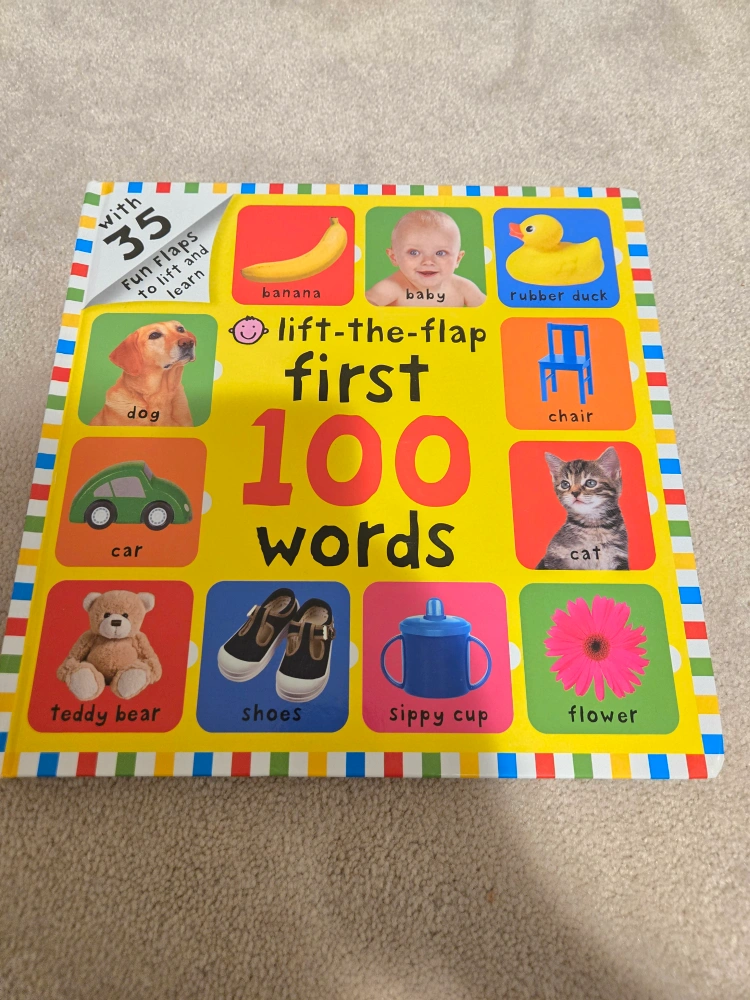 with
35
fun flaps
to lift and
learn
banana
baby
rubber duck
lift-the-flap
first
100
words
dog
chair
car
cat
teddy bear
shoes
sippy cup
flower